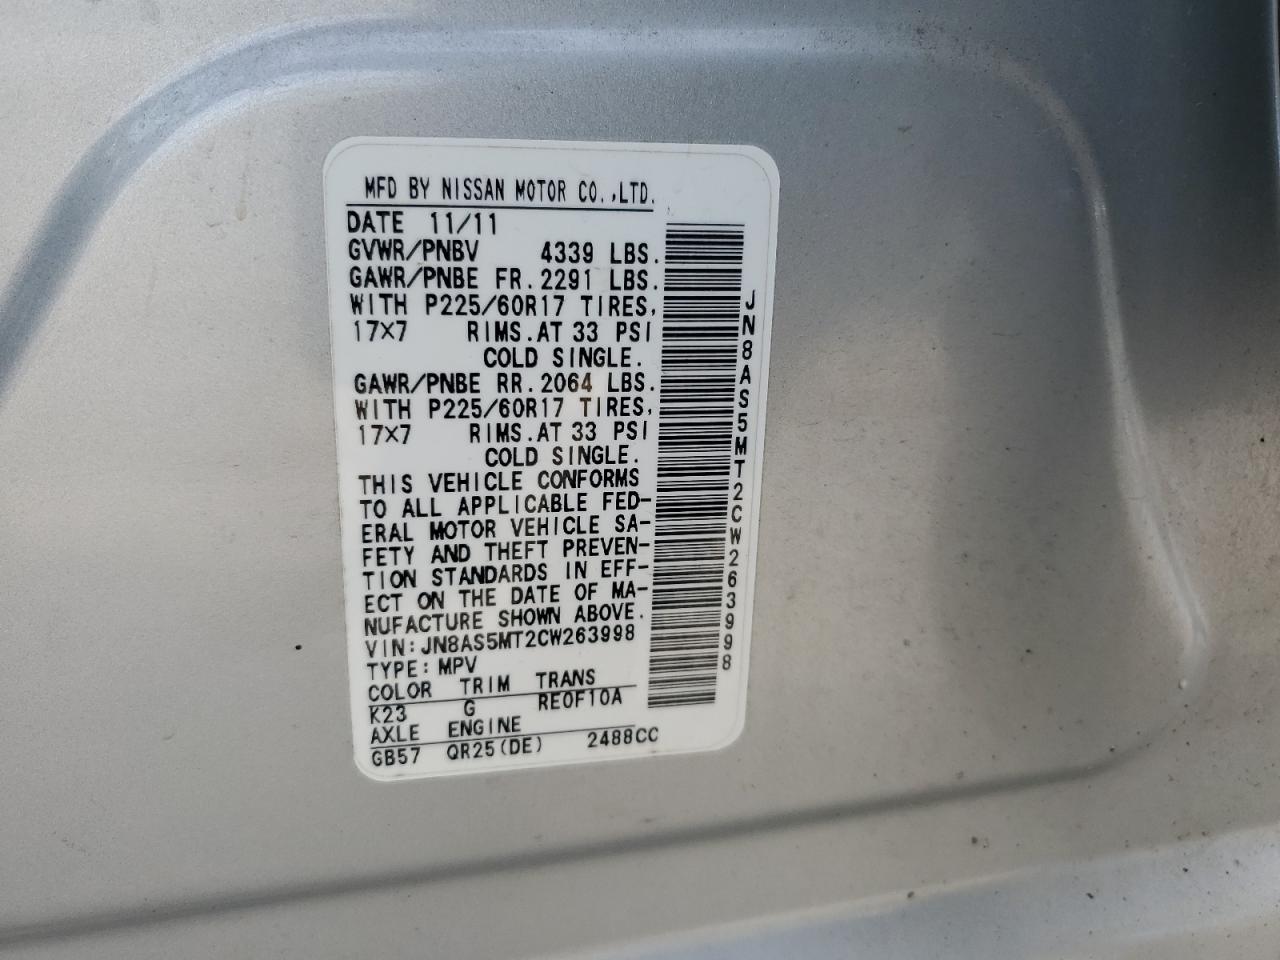 MFD BY NISSAN MOTOR CO.,LTD.
DATE 11/11
GVWR/PNBV 4339 LBS.
GAWR/PNBE FR.2291 LBS.
WITH P225/60R17 TIRES,
17×7 RIMS.AT 33 PSI
COLD SINGLE.
GAWR/PNBE RR.2064 LBS.
WITH P225/60R17 TIRES,
17×7 RIMS.AT 33 PSI
COLD SINGLE.
THIS VEHICLE CONFORMS
TO ALL APPLICABLE FED-
ERAL MOTOR VEHICLE SA-
FETY AND THEFT PREVEN-
TION STANDARDS IN EFF-
ECT ON THE DATE OF MA-
NUFACTURE SHOWN ABOVE.
VIN:JN8AS5MT2CW263998
TYPE:MPV
COLOR TRIM TRANS
K23 G RE0F10A
AXLE ENGINE
GB57 QR25(DE) 2488CC
JN8AS5MT2CW263998